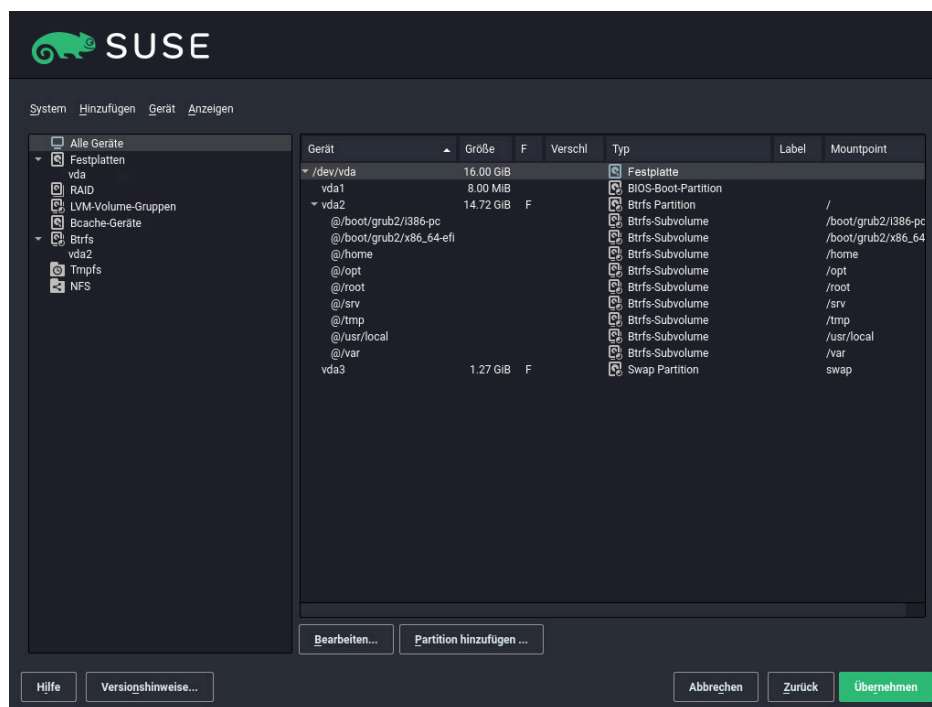 SUSE
System Hinzufügen Gerät Anzeigen
Alle Geräte
Festplatten
vda
RAID
LVM-Volume-Gruppen
Bcache-Geräte
Btrfs
vda2
Tmpfs
NFS
Gerät Größe F Verschl Typ Label Mountpoint
/dev/vda 16.00 GiB Festplatte
vda1 8.00 MiB BIOS-Boot-Partition
vda2 14.72 GiB F Btrfs Partition /
@/boot/grub2/i386-pc Btrfs-Subvolume /boot/grub2/i386-pc
@/boot/grub2/x86_64-efi Btrfs-Subvolume /boot/grub2/x86_64
@/home Btrfs-Subvolume /home
@/opt Btrfs-Subvolume /opt
@/root Btrfs-Subvolume /root
@/srv Btrfs-Subvolume /srv
@/tmp Btrfs-Subvolume /tmp
@/usr/local Btrfs-Subvolume /usr/local
@/var Btrfs-Subvolume /var
vda3 1.27 GiB F Swap Partition swap
Bearbeiten... Partition hinzufügen ...
Hilfe Versionshinweise... Abbrechen Zurück Übernehmen